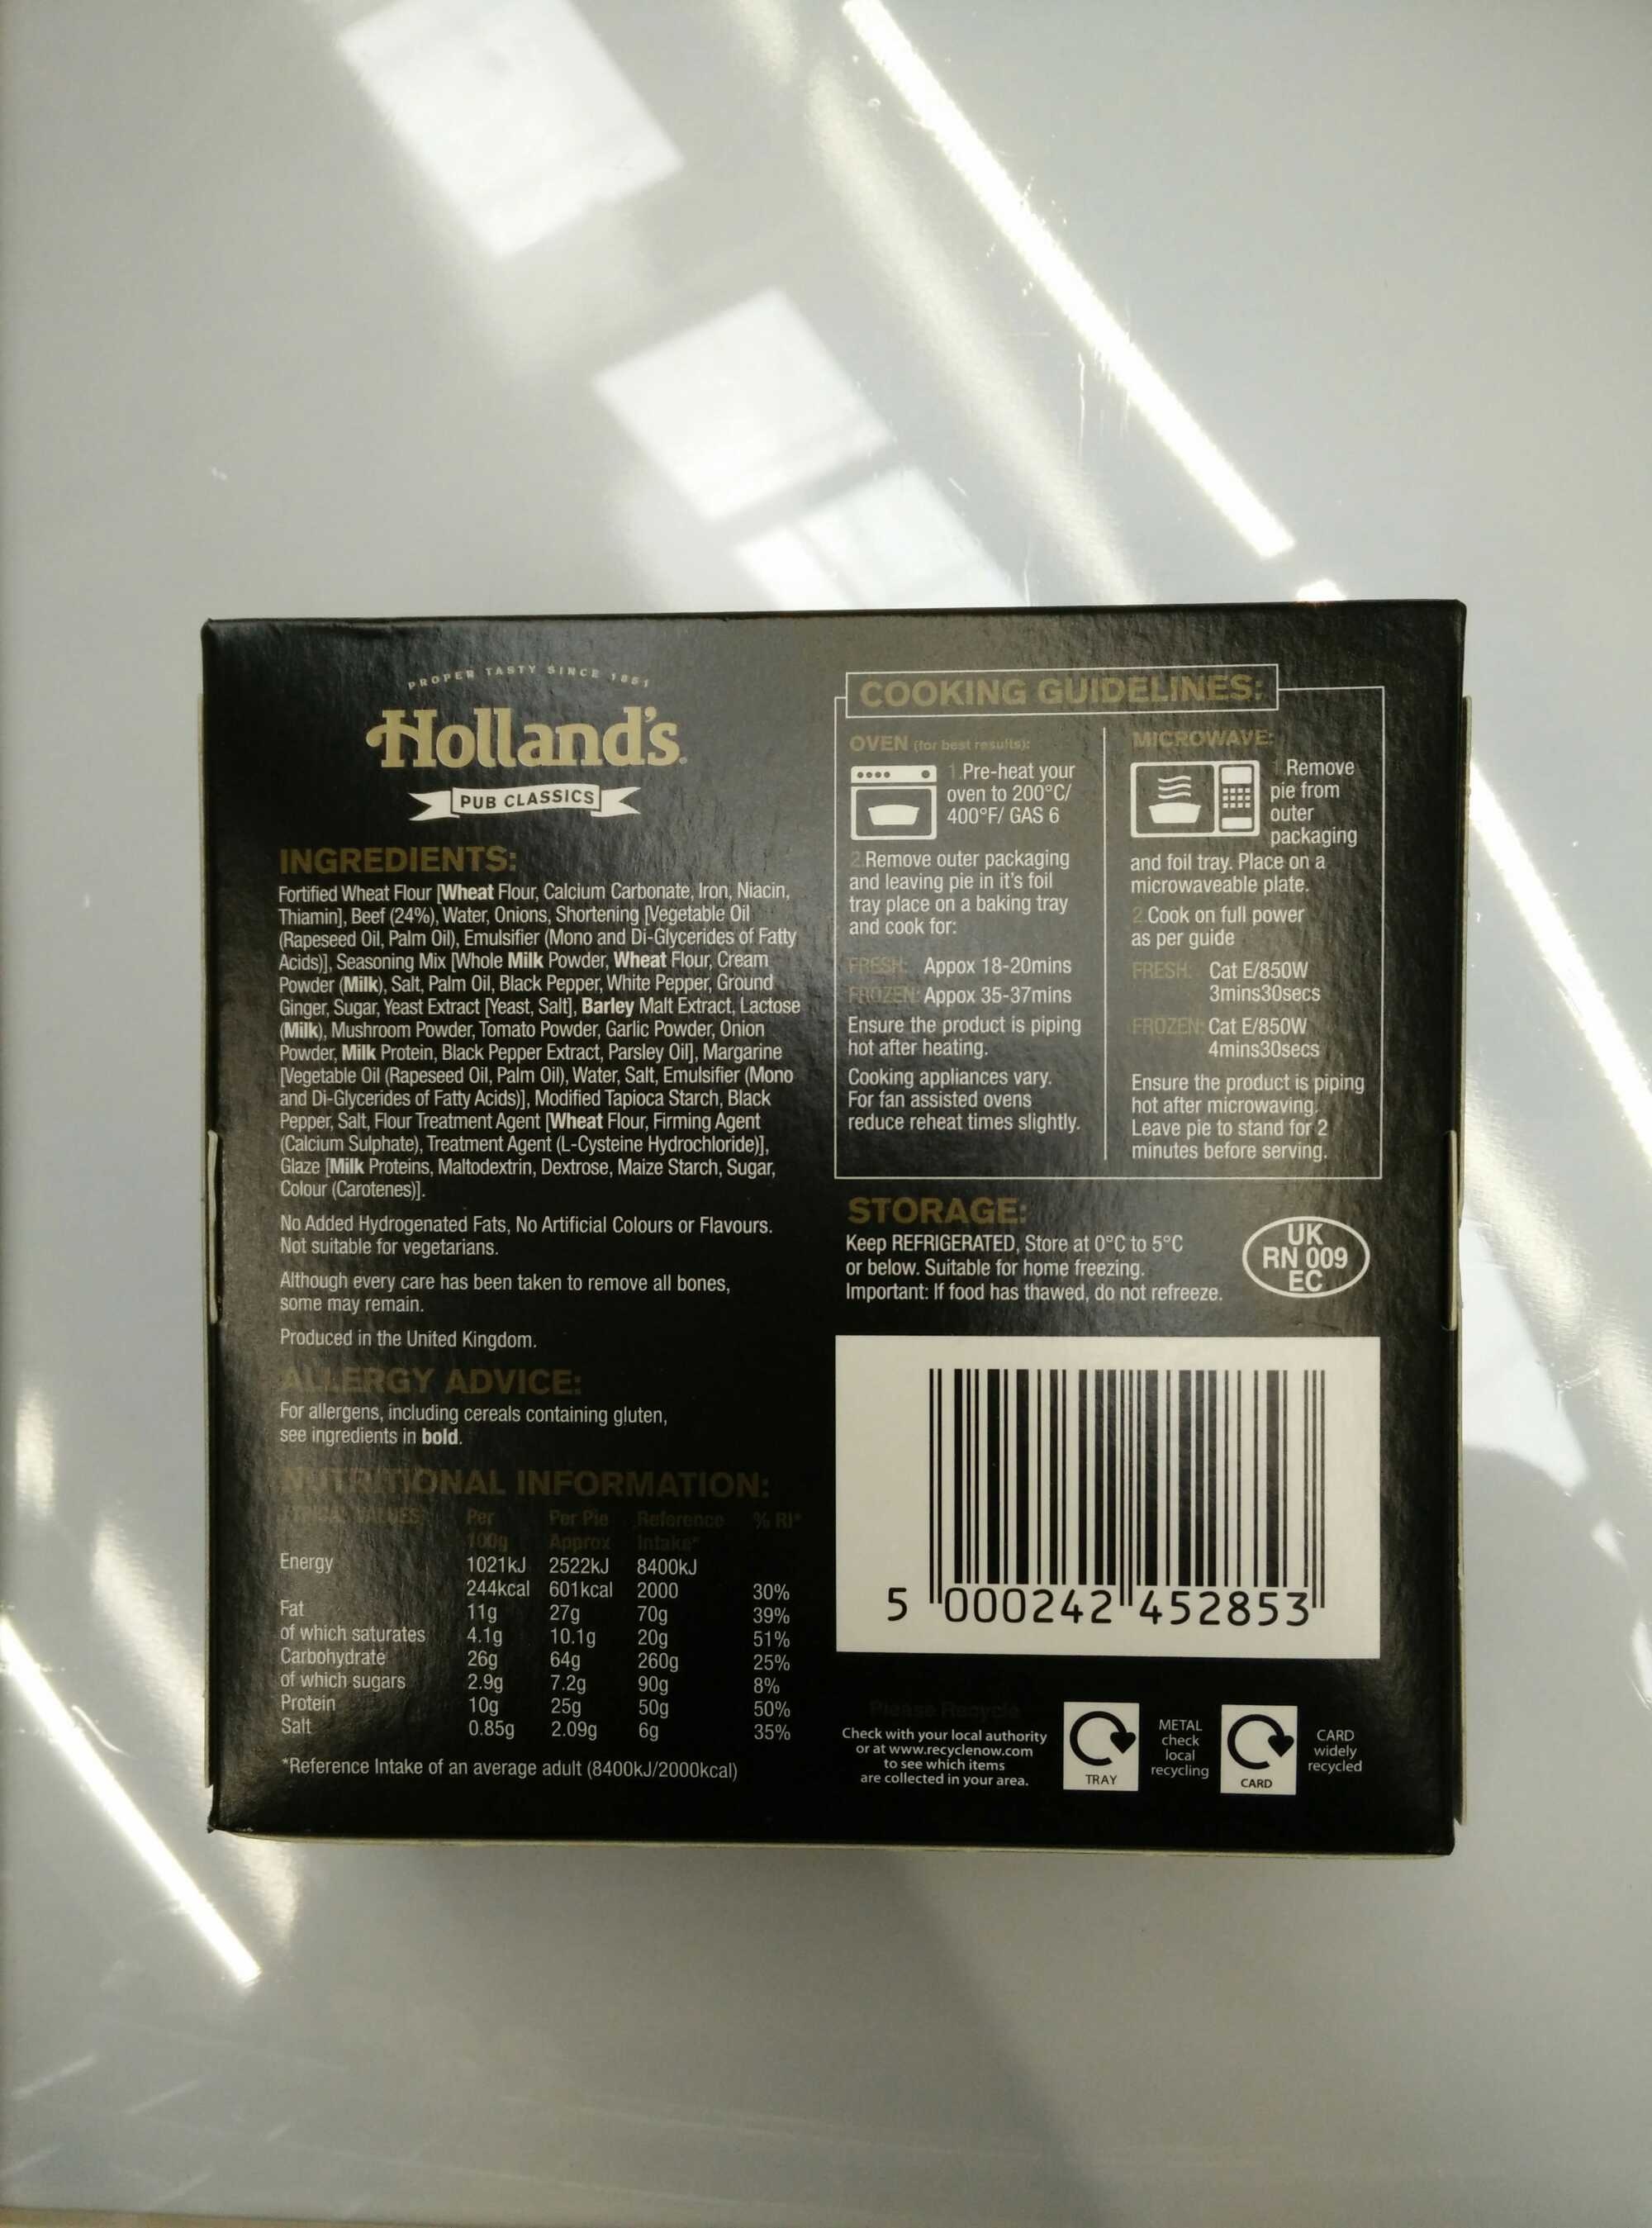 PROPER TASTY SINCE 1851
Holland's
PUB CLASSICS
INGREDIENTS:
Fortified Wheat Flour [Wheat Flour, Calcium Carbonate, Iron, Niacin,
Thiamin], Beef (24%), Water, Onions, Shortening [Vegetable Oil
(Rapeseed Oil, Palm Oil), Emulsifier (Mono and Di-Glycerides of Fatty
Acids)], Seasoning Mix [Whole Milk Powder, Wheat Flour, Cream
Powder (Milk), Salt, Palm Oil, Black Pepper, White Pepper, Ground
Ginger, Sugar, Yeast Extract [Yeast, Salt], Barley Malt Extract, Lactose
(Milk), Mushroom Powder, Tomato Powder, Garlic Powder, Onion
Powder, Milk Protein, Black Pepper Extract, Parsley Oil], Margarine
[Vegetable Oil (Rapeseed Oil, Palm Oil), Water, Salt, Emulsifier (Mono
and Di-Glycerides of Fatty Acids)], Modified Tapioca Starch, Black
Pepper, Salt, Flour Treatment Agent [Wheat Flour, Firming Agent
(Calcium Sulphate), Treatment Agent (L-Cysteine Hydrochloride)],
Glaze [Milk Proteins, Maltodextrin, Dextrose, Maize Starch, Sugar,
Colour (Carotenes)].
No Added Hydrogenated Fats, No Artificial Colours or Flavours.
Not suitable for vegetarians.
Although every care has been taken to remove all bones,
some may remain.
Produced in the United Kingdom.
ALLERGY ADVICE:
For allergens, including cereals containing gluten,
see ingredients in bold.
NUTRITIONAL INFORMATION:
TYPICAL VALUES: Per Per Pie Reference % RI*
100g Approx Intake*
Energy 1021kJ 2522kJ 8400kJ
244kcal 601kcal 2000 30%
Fat 11g 27g 70g 39%
of which saturates 4.1g 10.1g 20g 51%
Carbohydrate 26g 64g 260g 25%
of which sugars 2.9g 7.2g 90g 8%
Protein 10g 25g 50g 50%
Salt 0.85g 2.09g 6g 35%
*Reference Intake of an average adult (8400kJ/2000kcal)
COOKING GUIDELINES:
OVEN (for best results):
1.Pre-heat your
oven to 200°C/
400°F/ GAS 6
2.Remove outer packaging
and leaving pie in it's foil
tray place on a baking tray
and cook for:
FRESH: Appox 18-20mins
FROZEN: Appox 35-37mins
Ensure the product is piping
hot after heating.
Cooking appliances vary.
For fan assisted ovens
reduce reheat times slightly.
MICROWAVE:
1.Remove
pie from
outer
packaging
and foil tray. Place on a
microwaveable plate.
2.Cook on full power
as per guide
FRESH: Cat E/850W
3mins30secs
FROZEN: Cat E/850W
4mins30secs
Ensure the product is piping
hot after microwaving.
Leave pie to stand for 2
minutes before serving.
STORAGE:
Keep REFRIGERATED, Store at 0°C to 5°C
or below. Suitable for home freezing.
Important: If food has thawed, do not refreeze.
UK
RN 009
EC
5 000242 452853
Please Recycle
Check with your local authority
or at www.recyclenow.com
to see which items
are collected in your area.
TRAY
METAL
check
local
recycling
CARD
CARD
widely
recycled